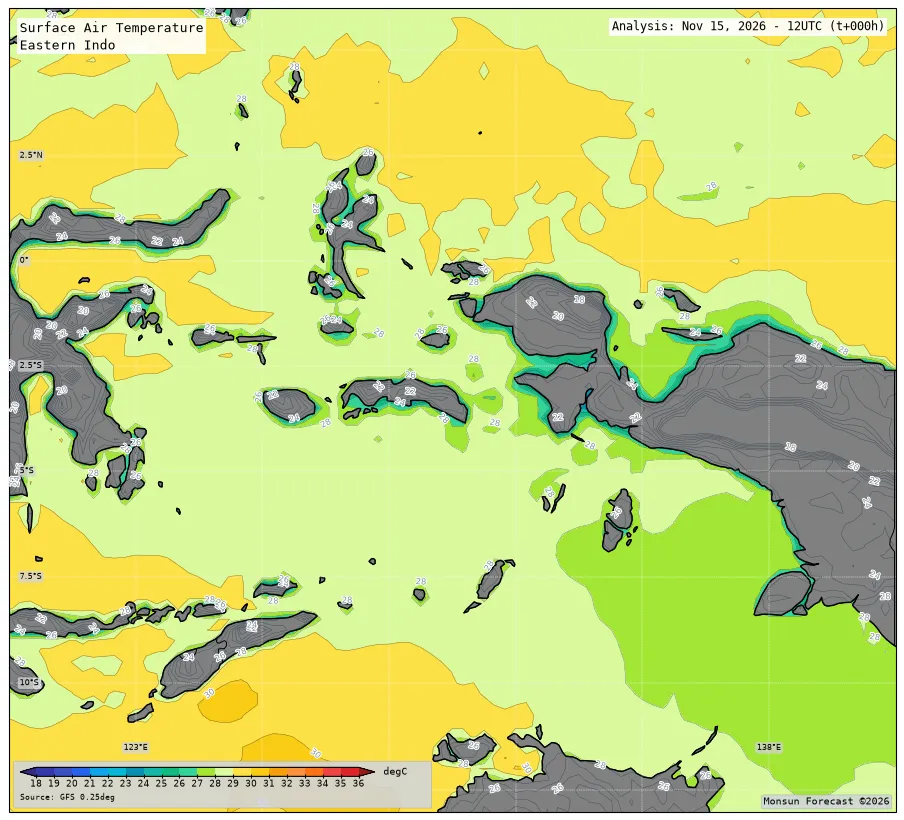 Surface Air Temperature
Eastern Indo
Analysis: Nov 15, 2026 - 12UTC (t+000h)
2.5°N
0°
2.5°S
5°S
7.5°S
10°S
123°E
138°E
degC
18 19 20 21 22 23 24 25 26 27 28 29 30 31 32 33 34 35 36
Source: GFS 0.25deg
Monsun Forecast ©2026